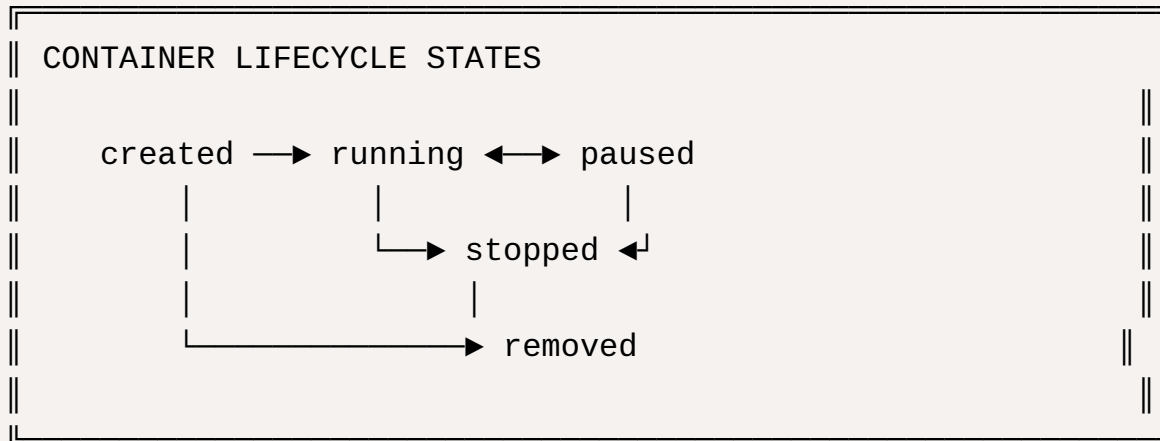 CONTAINER LIFECYCLE STATES
created ──► running ◄──► paused
└──► stopped ◄┘
└──────────────► removed